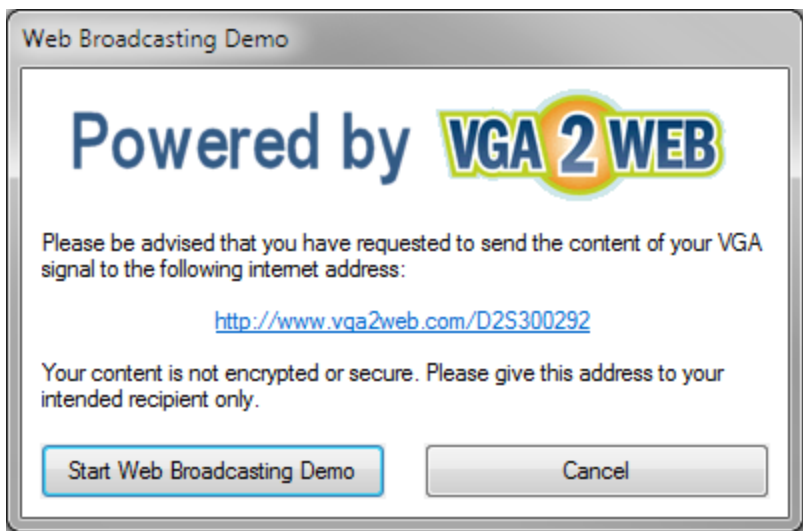 Web Broadcasting Demo
Powered by VGA 2 WEB
Please be advised that you have requested to send the content of your VGA
signal to the following internet address:
http://www.vga2web.com/D2S300292
Your content is not encrypted or secure. Please give this address to your
intended recipient only.
Start Web Broadcasting Demo Cancel